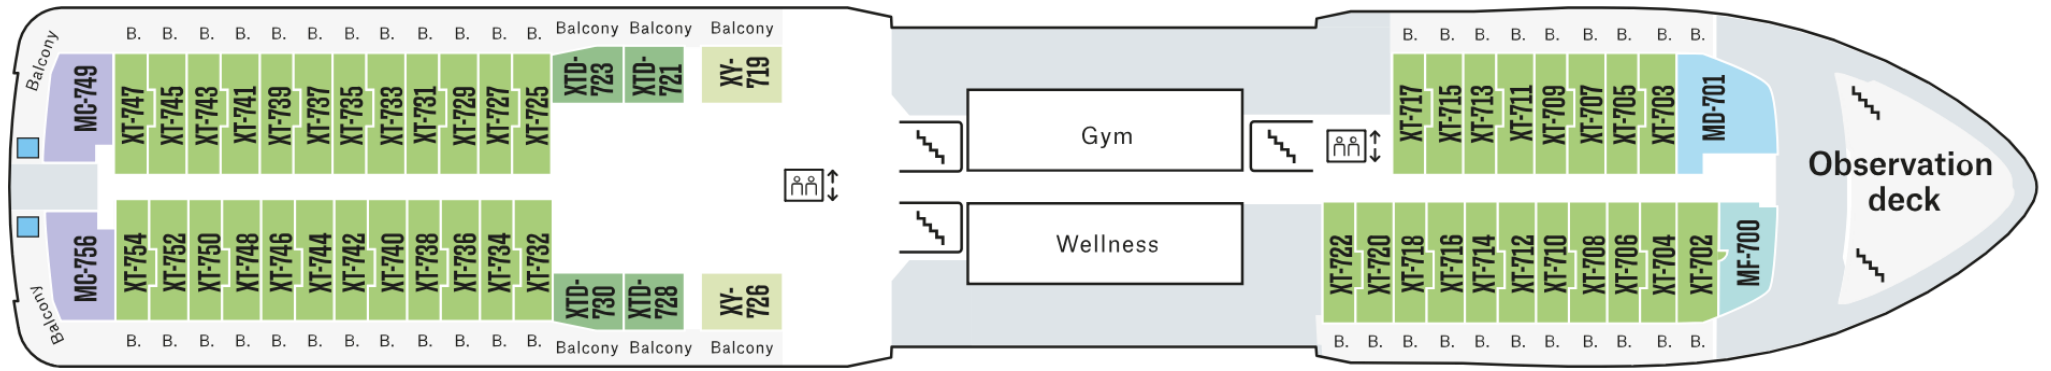 B. B. B. B. B. B. B. B. B. B. B. B. Balcony Balcony Balcony
B. B. B. B. B. B. B. B. B.
Balcony
MC-749
XT-747
XT-745
XT-743
XT-741
XT-739
XT-737
XT-735
XT-733
XT-731
XT-729
XT-727
XT-725
XTD-
723
XTD-
721
XY-
719
Gym
XT-717
XT-715
XT-713
XT-711
XT-709
XT-707
XT-705
XT-703
MD-701
Observation
deck
Wellness
MC-756
XT-754
XT-752
XT-750
XT-748
XT-746
XT-744
XT-742
XT-740
XT-738
XT-736
XT-734
XT-732
XTD-
730
XTD-
728
XY-
726
XT-722
XT-720
XT-718
XT-716
XT-714
XT-712
XT-710
XT-708
XT-706
XT-704
XT-702
MF-700
Balcony
B. B. B. B. B. B. B. B. B. B. B. B. Balcony Balcony Balcony
B. B. B. B. B. B. B. B. B. B. B.